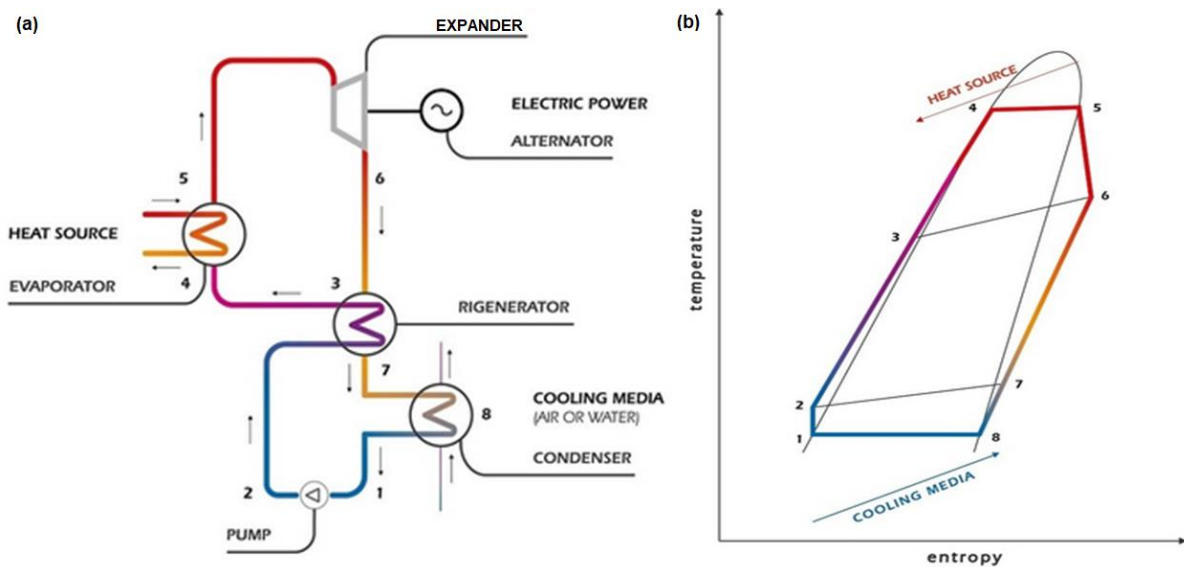 (a)
EXPANDER
ELECTRIC POWER
ALTERNATOR
5
6
HEAT SOURCE
4
EVAPORATOR
3
RIGENERATOR
7
COOLING MEDIA
(AIR OR WATER)
8
CONDENSER
2
1
PUMP
(b)
temperature
HEAT SOURCE
4
5
6
3
2
7
1
8
COOLING MEDIA
entropy